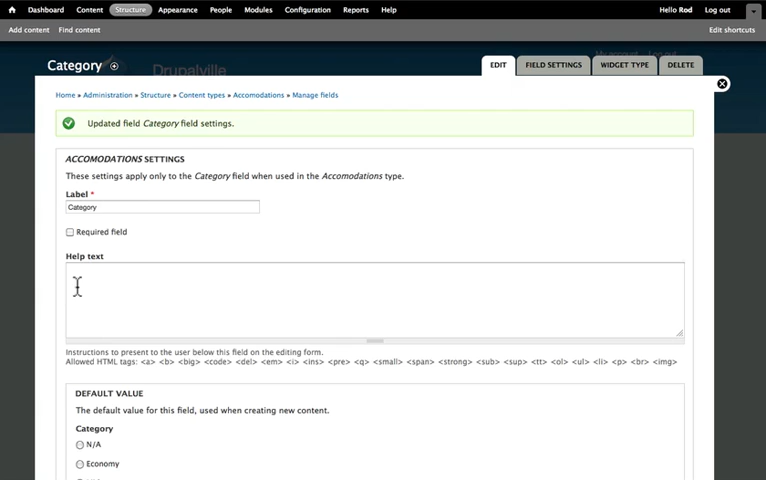 Dashboard Content Structure Appearance People Modules Configuration Reports Help Hello Rod Log out
Add content Find content Edit shortcuts
My account Log out
Drupalville
Category EDIT FIELD SETTINGS WIDGET TYPE DELETE
Home » Administration » Structure » Content types » Accomodations » Manage fields
Updated field Category field settings.
ACCOMODATIONS SETTINGS
These settings apply only to the Category field when used in the Accomodations type.
Label *
Category
Required field
Help text
Instructions to present to the user below this field on the editing form.
Allowed HTML tags: <a> <b> <big> <code> <del> <em> <i> <ins> <pre> <q> <small> <span> <strong> <sub> <sup> <tt> <ol> <ul> <li> <p> <br> <img>
DEFAULT VALUE
The default value for this field, used when creating new content.
Category
N/A
Economy